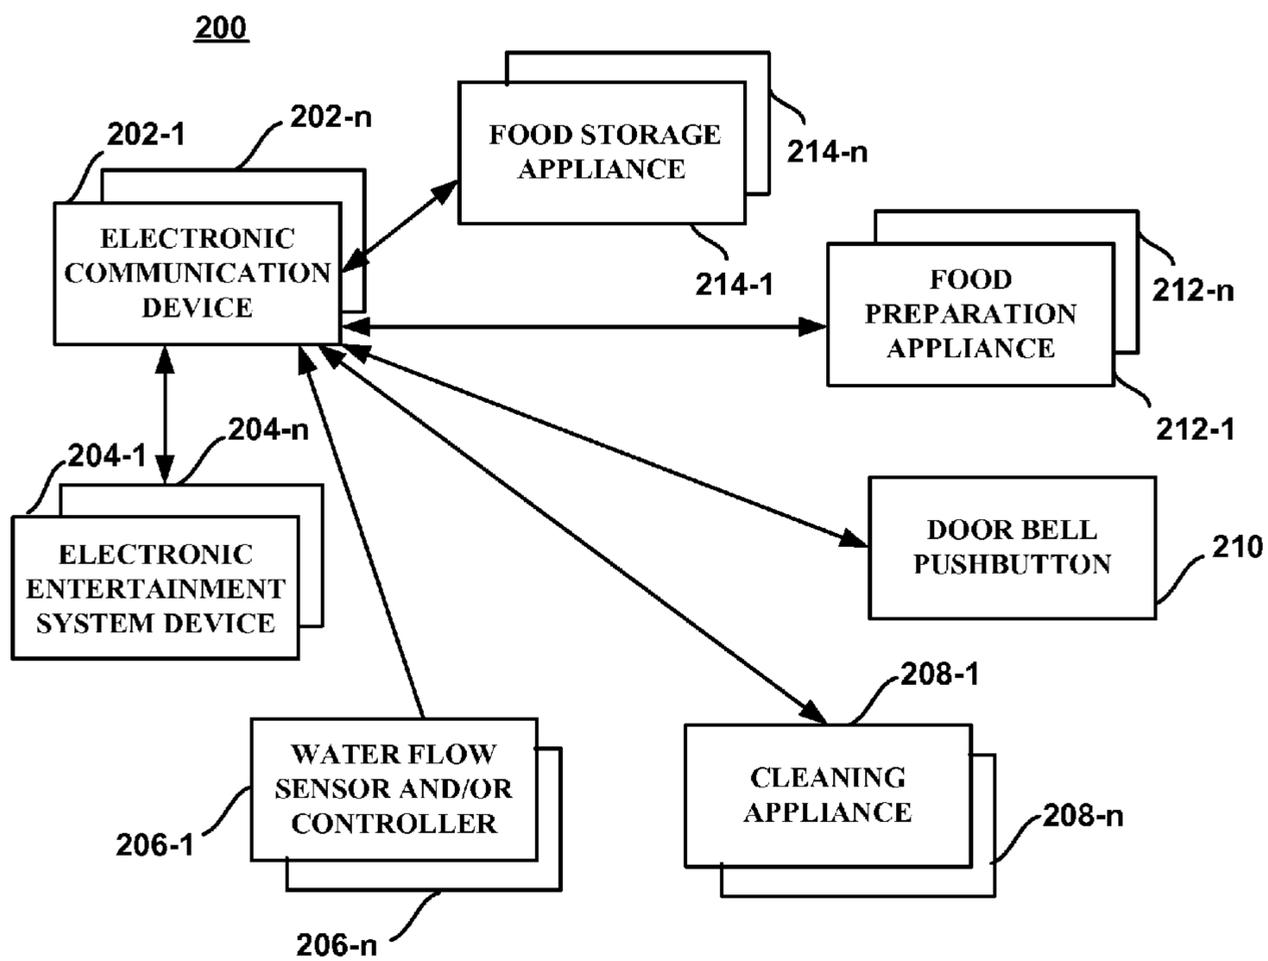 200
202-n
202-1
214-n
FOOD STORAGE
APPLIANCE
214-1
ELECTRONIC
COMMUNICATION
DEVICE
212-n
FOOD
PREPARATION
APPLIANCE
212-1
204-n
204-1
ELECTRONIC
ENTERTAINMENT
SYSTEM DEVICE
DOOR BELL
PUSHBUTTON
210
208-1
WATER FLOW
SENSOR AND/OR
CONTROLLER
206-1
206-n
CLEANING
APPLIANCE
208-n